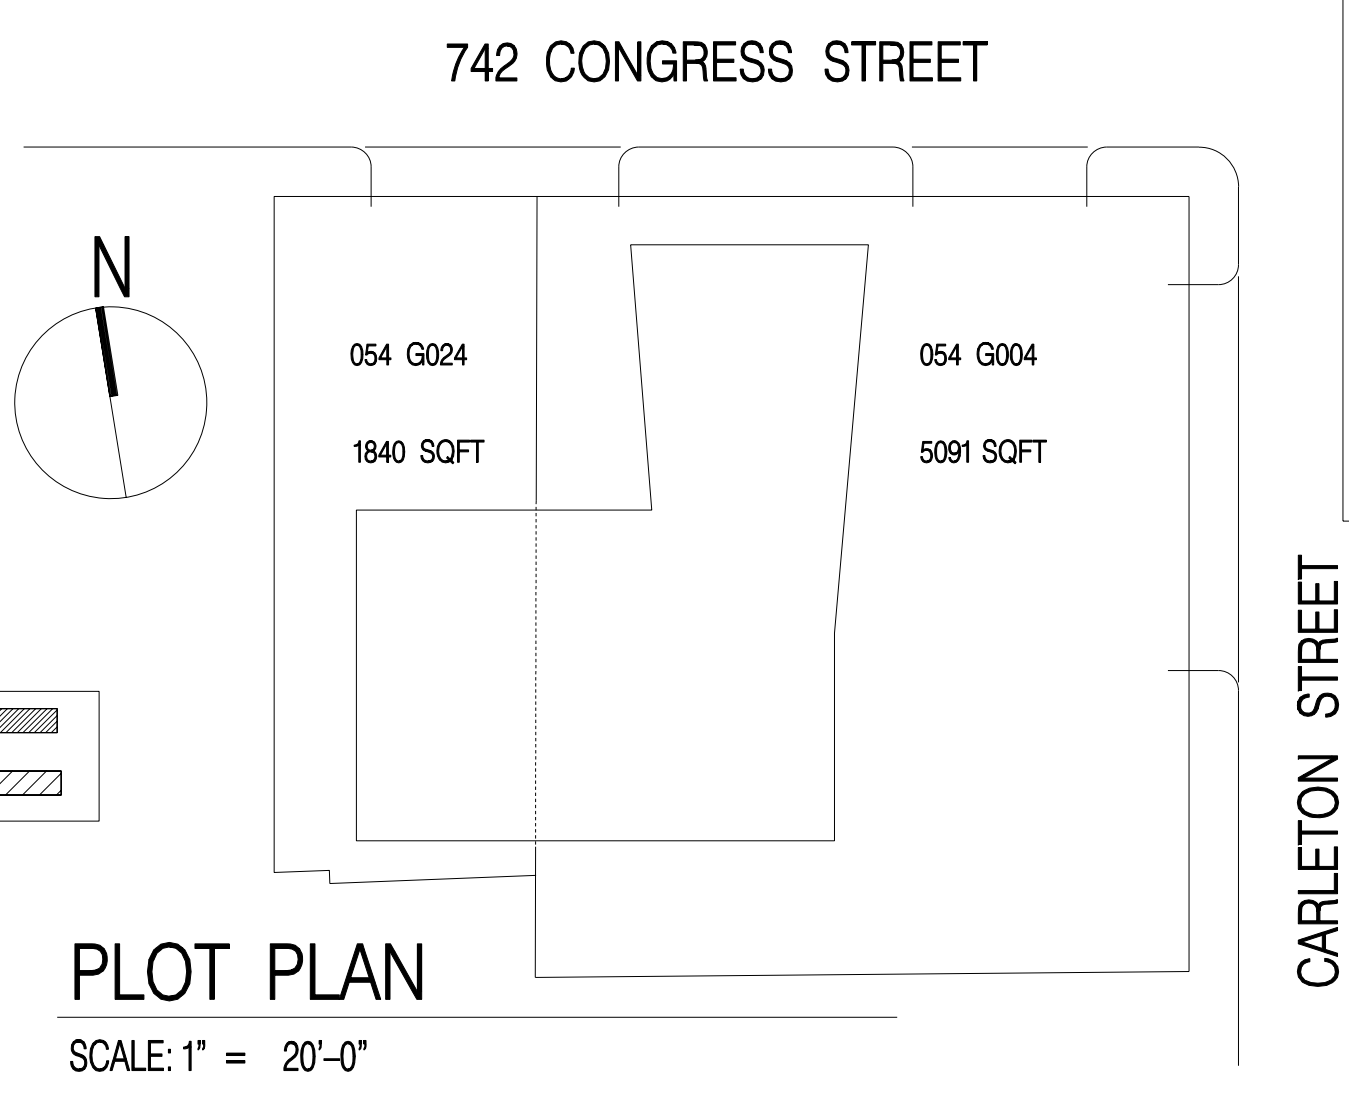 742 CONGRESS STREET
N
054 G024
054 G004
1840 SQFT
5091 SQFT
CARLETON STREET
PLOT PLAN
SCALE: 1” = 20’–0”